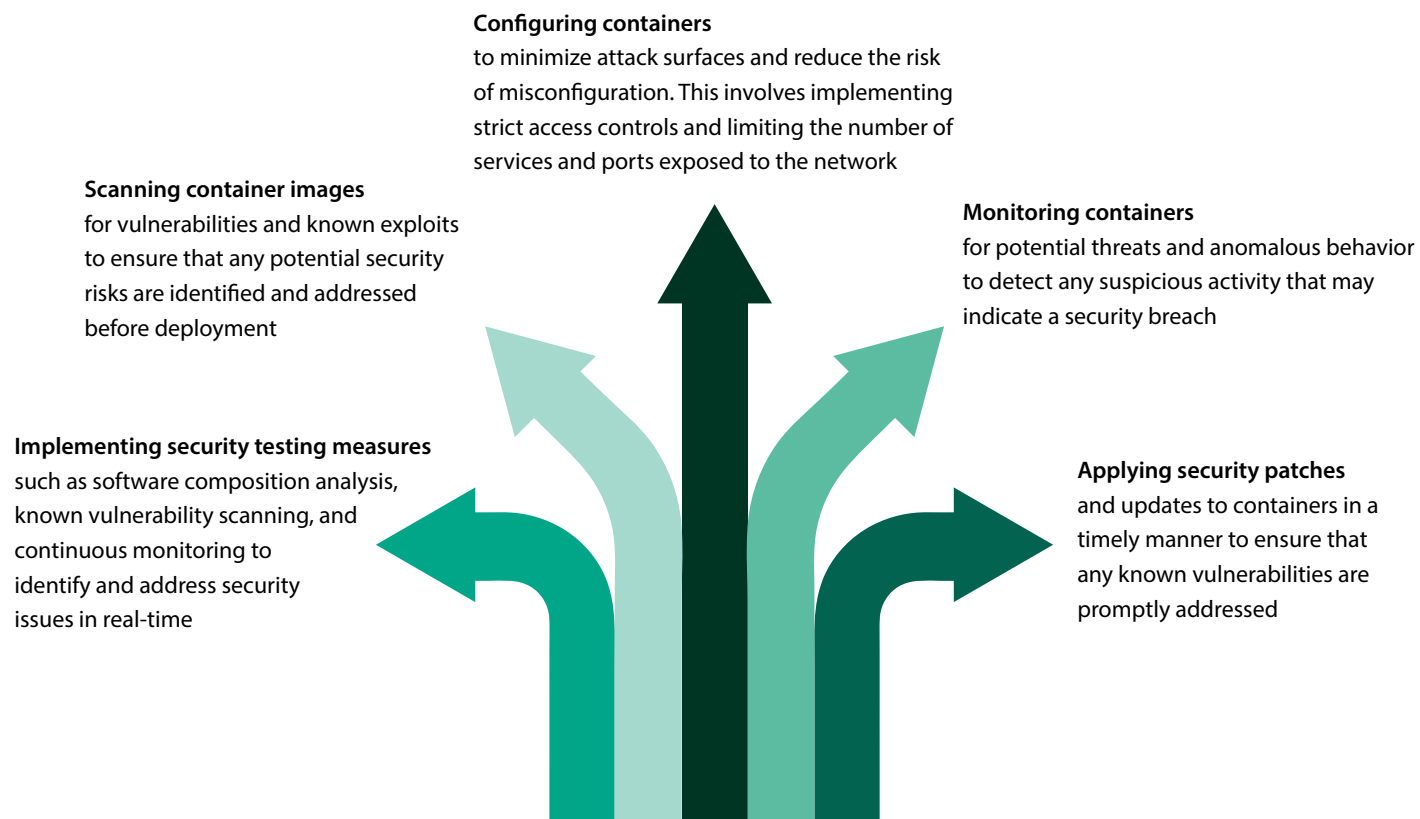 Configuring containers
to minimize attack surfaces and reduce the risk
of misconfiguration. This involves implementing
strict access controls and limiting the number of
services and ports exposed to the network
Scanning container images
for vulnerabilities and known exploits
to ensure that any potential security
risks are identified and addressed
before deployment
Monitoring containers
for potential threats and anomalous behavior
to detect any suspicious activity that may
indicate a security breach
Implementing security testing measures
such as software composition analysis,
known vulnerability scanning, and
continuous monitoring to
identify and address security
issues in real-time
Applying security patches
and updates to containers in a
timely manner to ensure that
any known vulnerabilities are
promptly addressed